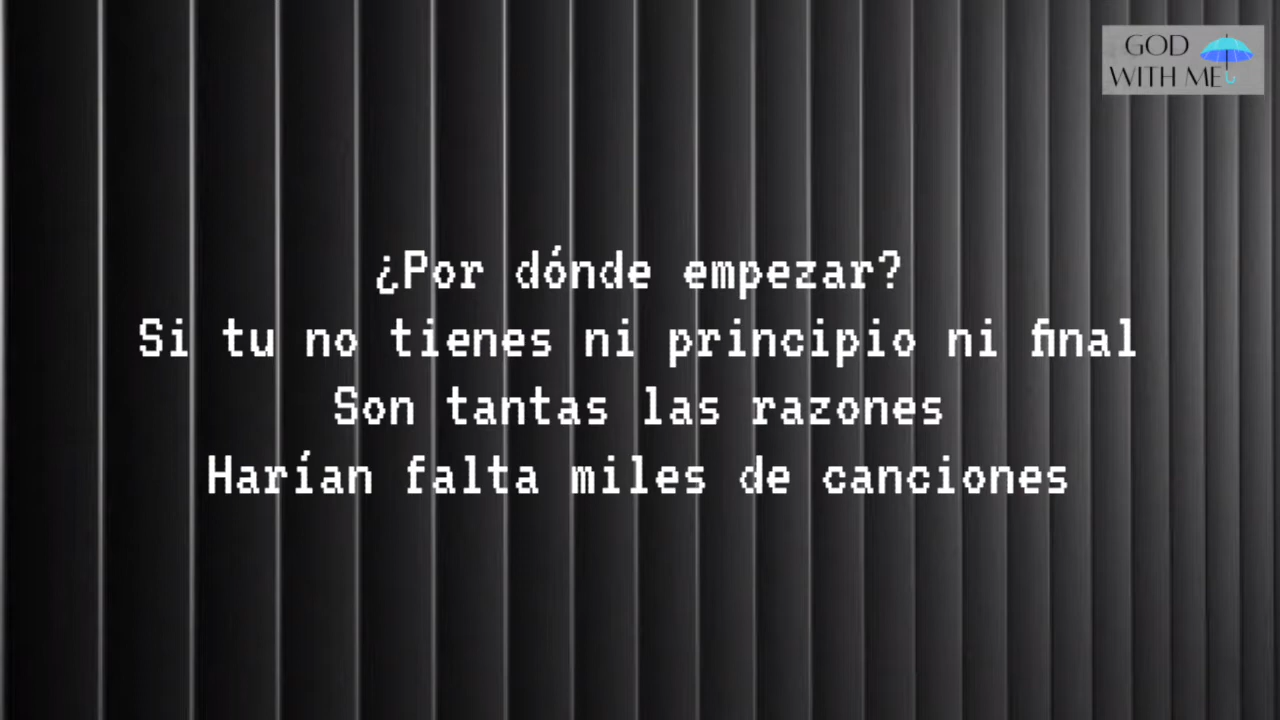 GOD
WITH ME
¿Por dónde empezar?
Si tu no tienes ni principio ni final
Son tantas las razones
Harían falta miles de canciones